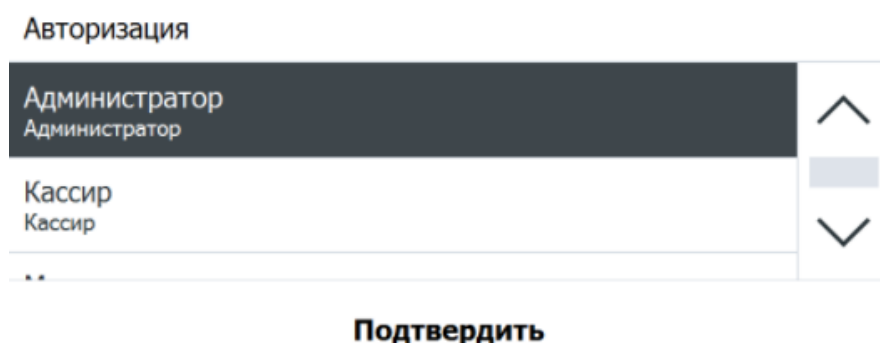 Авторизация
Администратор
Администратор
Кассир
Кассир
Подтвердить